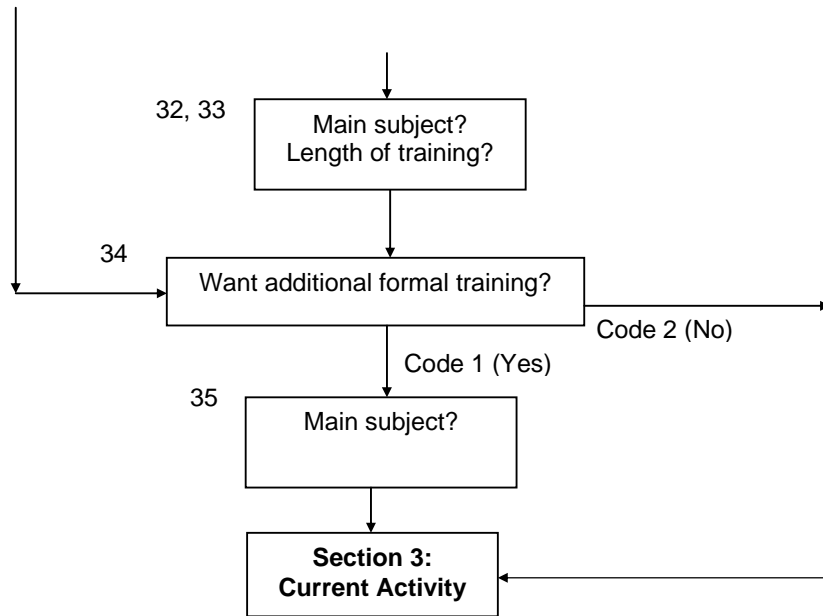 32, 33
Main subject?
Length of training?
34
Want additional formal training?
Code 2 (No)
Code 1 (Yes)
35
Main subject?
Section 3:
Current Activity